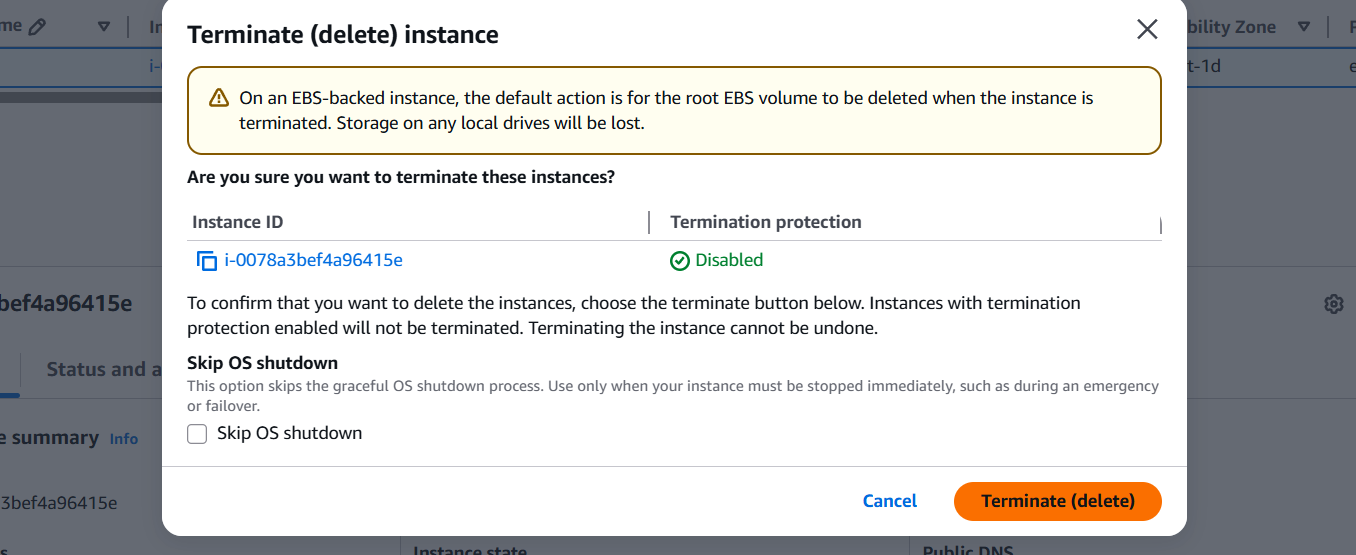 me
In
bility Zone
Terminate (delete) instance
i-
t-1d
On an EBS-backed instance, the default action is for the root EBS volume to be deleted when the instance is
terminated. Storage on any local drives will be lost.
Are you sure you want to terminate these instances?
Instance ID
Termination protection
i-0078a3bef4a96415e
Disabled
bef4a96415e
To confirm that you want to delete the instances, choose the terminate button below. Instances with termination
protection enabled will not be terminated. Terminating the instance cannot be undone.
Status and a
Skip OS shutdown
This option skips the graceful OS shutdown process. Use only when your instance must be stopped immediately, such as during an emergency
or failover.
Skip OS shutdown
e summary Info
3bef4a96415e
Cancel
Terminate (delete)
Instance state
Public DNS